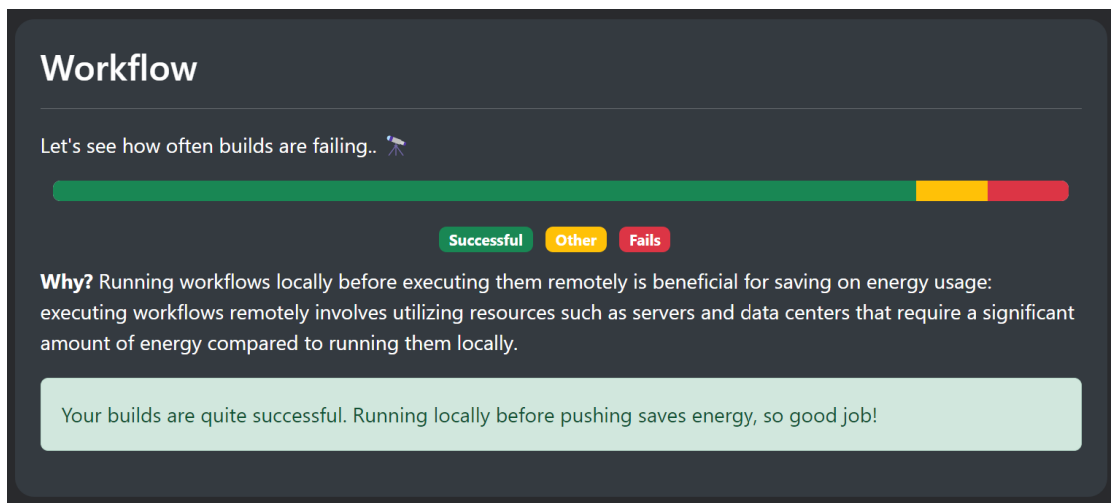 Workflow
Let's see how often builds are failing.. 🔭
Successful Other Fails
Why? Running workflows locally before executing them remotely is beneficial for saving on energy usage:
executing workflows remotely involves utilizing resources such as servers and data centers that require a significant
amount of energy compared to running them locally.
Your builds are quite successful. Running locally before pushing saves energy, so good job!